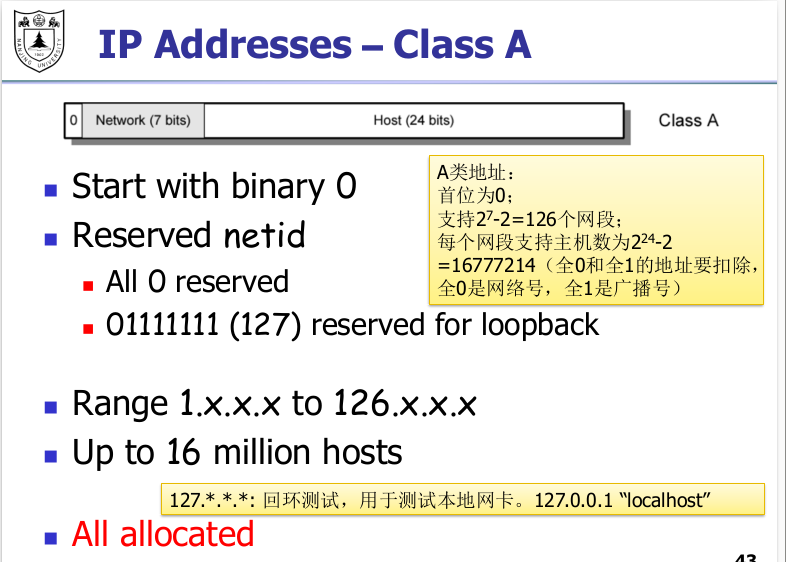 IP Addresses – Class A
0 Network (7 bits) Host (24 bits) Class A
Start with binary 0
Reserved netid
All 0 reserved
01111111 (127) reserved for loopback
A类地址：
首位为0；
支持2⁷-2=126个网段；
每个网段支持主机数为2²⁴-2
=16777214（全0和全1的地址要扣除，
全0是网络号，全1是广播号）
Range 1.x.x.x to 126.x.x.x
Up to 16 million hosts
127.*.*.*: 回环测试，用于测试本地网卡。127.0.0.1 “localhost”
All allocated
43